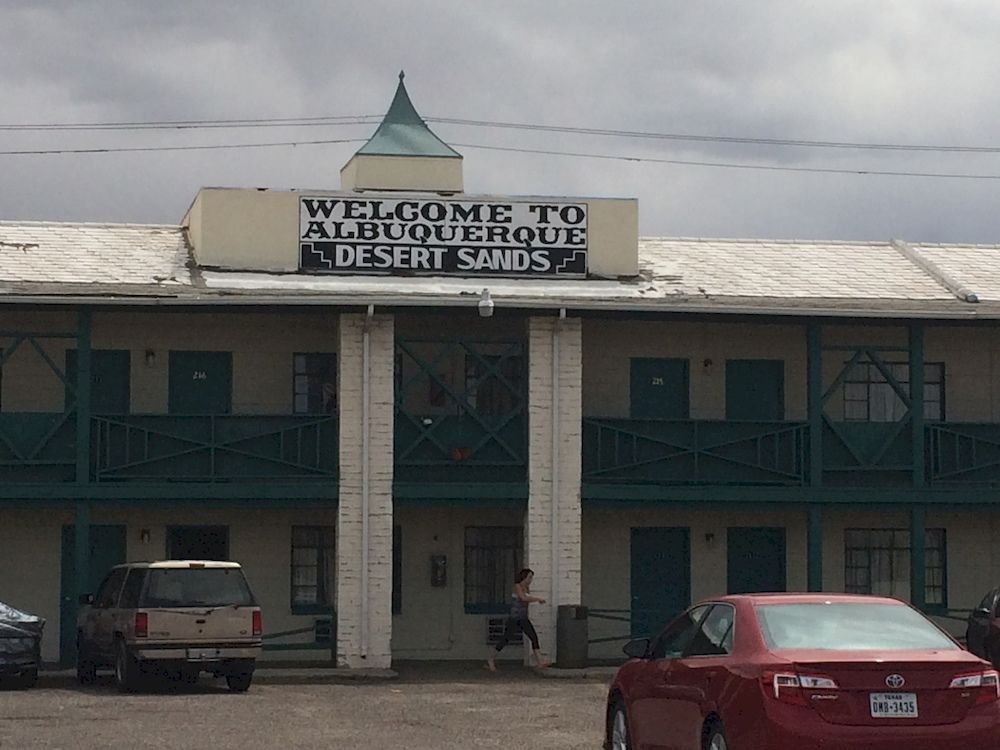 WELCOME TO
ALBUQUERQUE
DESERT SANDS
216
215
TEXAS
DMB-3435